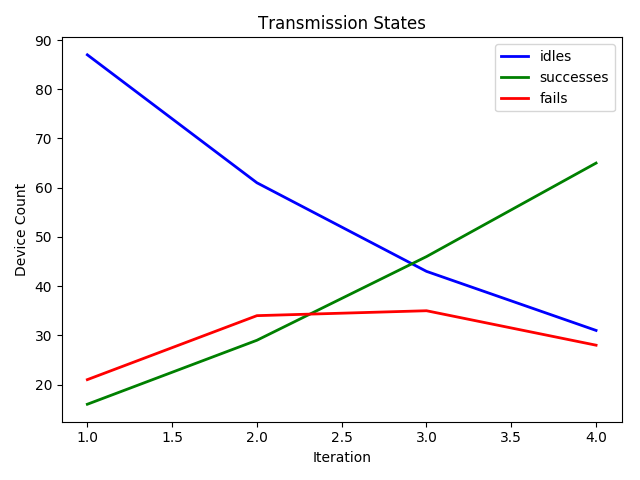 Transmission States
90
80
70
60
50
40
30
20
Device Count
idles
successes
fails
1.0 1.5 2.0 2.5 3.0 3.5 4.0
Iteration